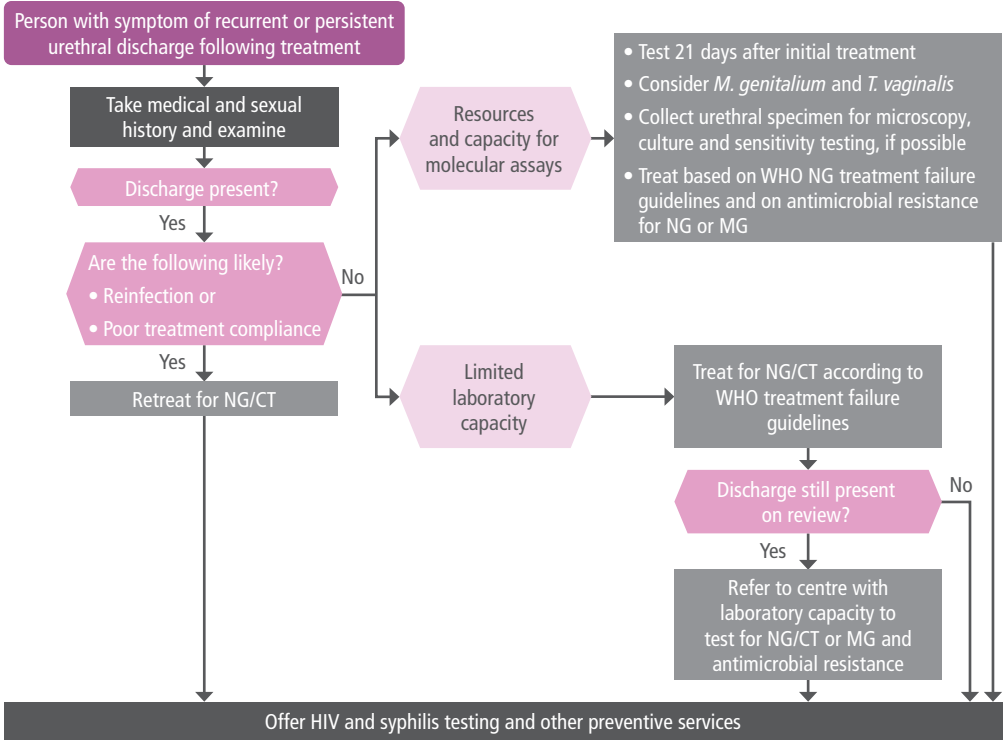 Person with symptom of recurrent or persistent
urethral discharge following treatment
Take medical and sexual
history and examine
Discharge present?
Yes
Are the following likely?
• Reinfection or
• Poor treatment compliance
No
Yes
Retreat for NG/CT
Resources
and capacity for
molecular assays
• Test 21 days after initial treatment
• Consider M. genitalium and T. vaginalis
• Collect urethral specimen for microscopy,
culture and sensitivity testing, if possible
• Treat based on WHO NG treatment failure
guidelines and on antimicrobial resistance
for NG or MG
Limited
laboratory
capacity
Treat for NG/CT according to
WHO treatment failure
guidelines
Discharge still present
on review?
No
Yes
Refer to centre with
laboratory capacity to
test for NG/CT or MG and
antimicrobial resistance
Offer HIV and syphilis testing and other preventive services